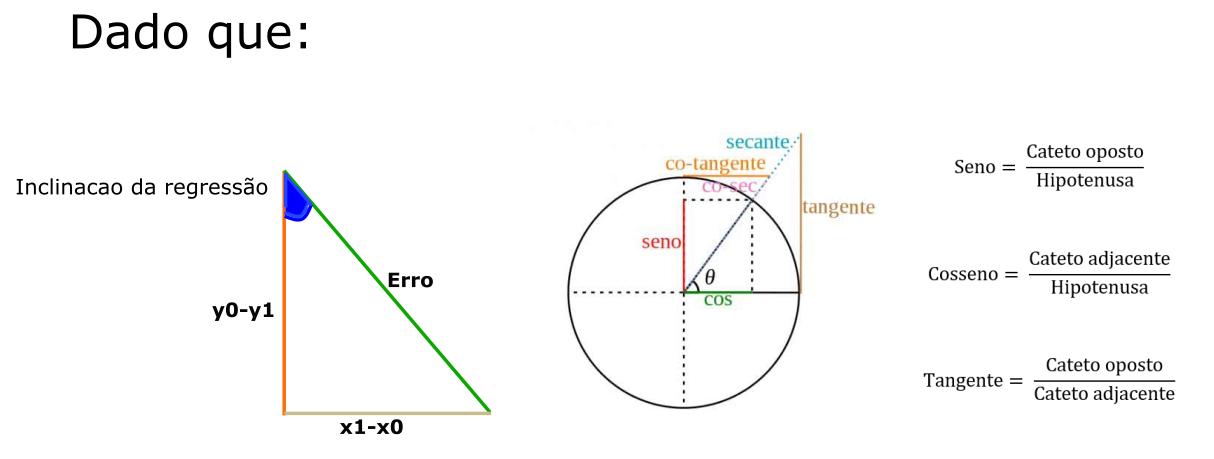 Dado que:
Inclinacao da regressão
Erro
y0-y1
x1-x0
secante
co-tangente
co-sec
tangente
seno
θ
cos
Seno = Cateto oposto
Hipotenusa
Cosseno = Cateto adjacente
Hipotenusa
Tangente = Cateto oposto
Cateto adjacente